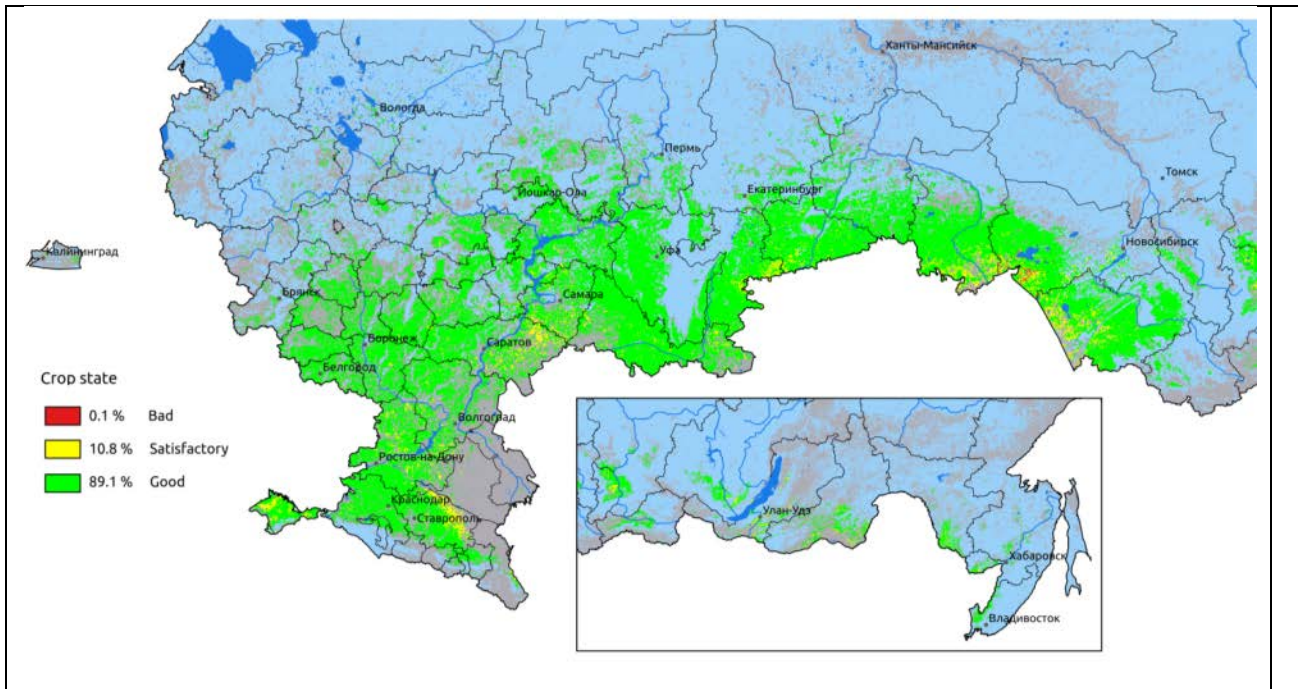 Ханты-Мансийск
Вологда
Пермь
Томск
Йошкар-Ола
Екатеринбург
Новосибирск
Калининград
Уфа
Брянск
Самара
Воронеж
Саратов
Белгород
Crop state
0.1 % Bad
10.8 % Satisfactory
89.1 % Good
Волгоград
Ростов-на-Дону
Краснодар
Ставрополь
Улан-Удэ
Хабаровск
Владивосток